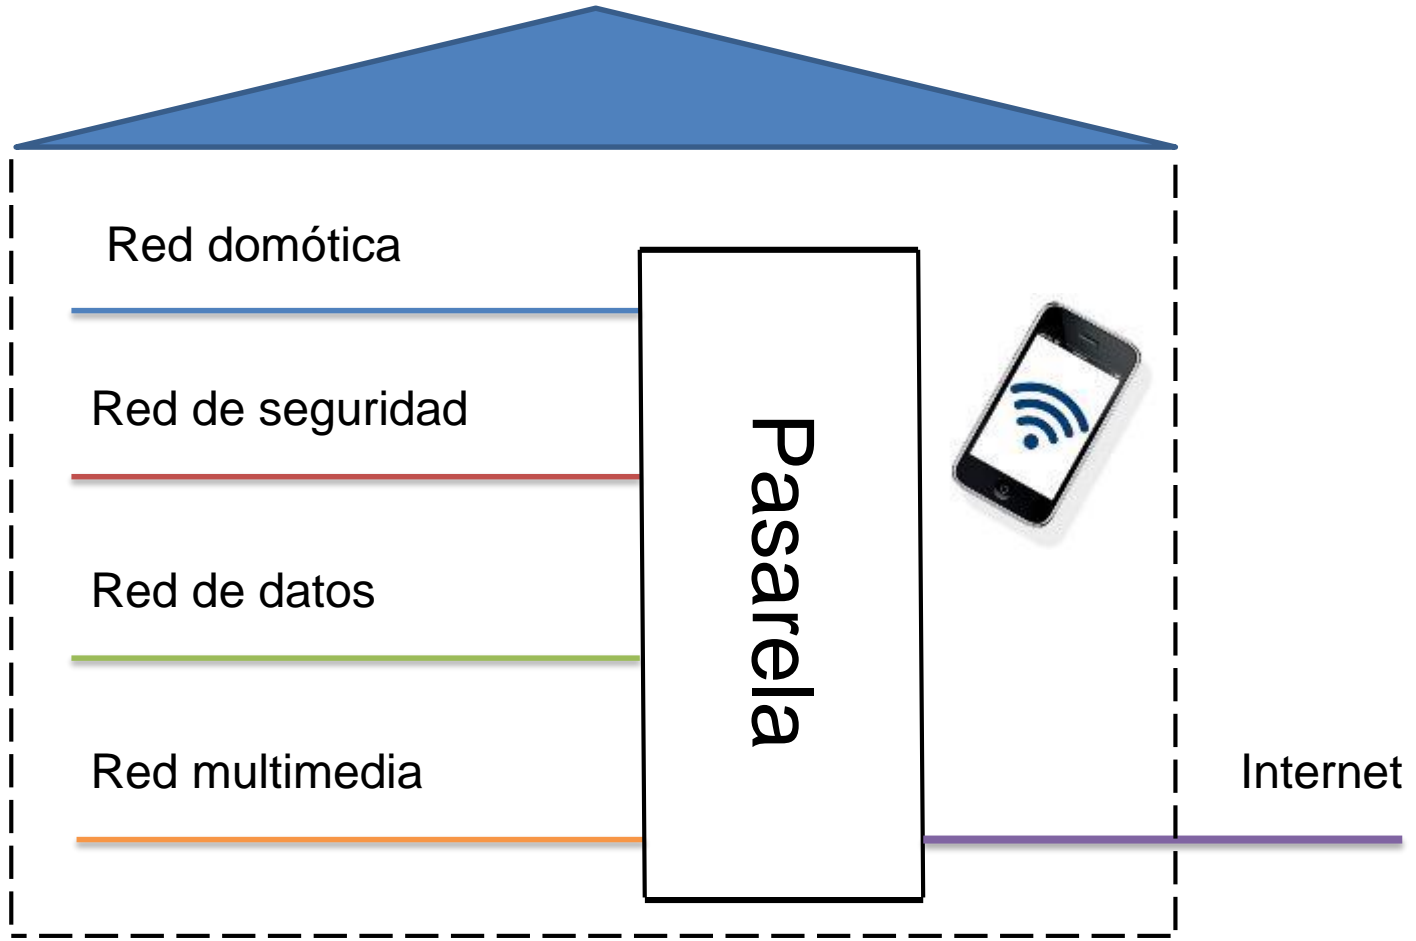 Red domótica
Red de seguridad
Pasarela
Red de datos
Red multimedia
Internet